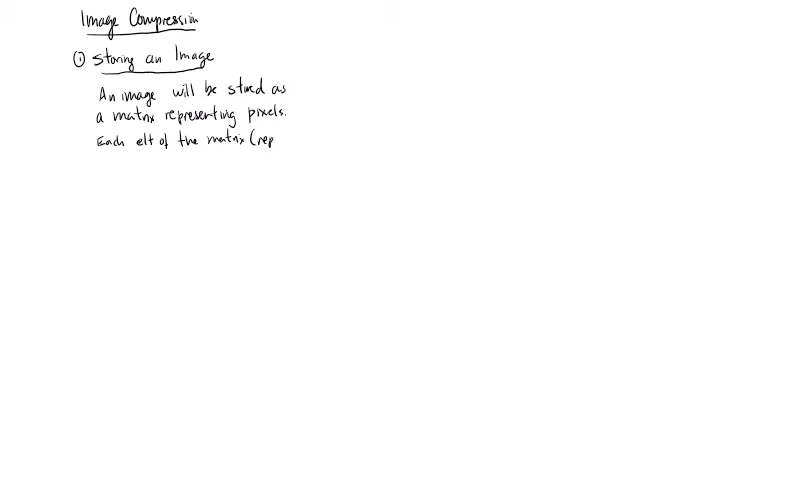 Image Compression
① Storing an Image
An image will be stored as
a matrix representing pixels.
Each elt of the matrix (rep